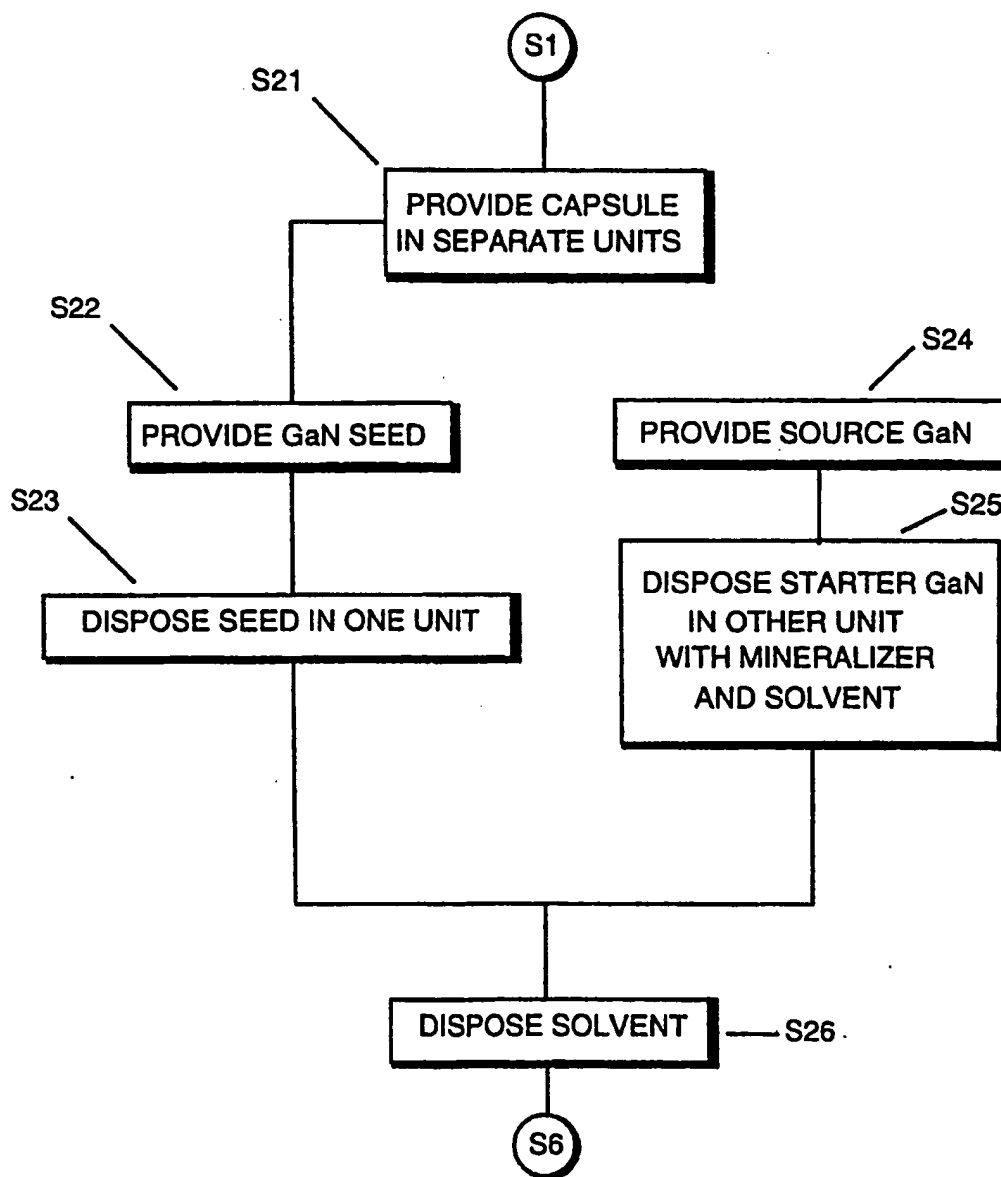 S1
S21
PROVIDE CAPSULE
IN SEPARATE UNITS
S22
PROVIDE GaN SEED
S24
PROVIDE SOURCE GaN
S23
DISPOSE SEED IN ONE UNIT
S25
DISPOSE STARTER GaN
IN OTHER UNIT
WITH MINERALIZER
AND SOLVENT
DISPOSE SOLVENT
S26
S6